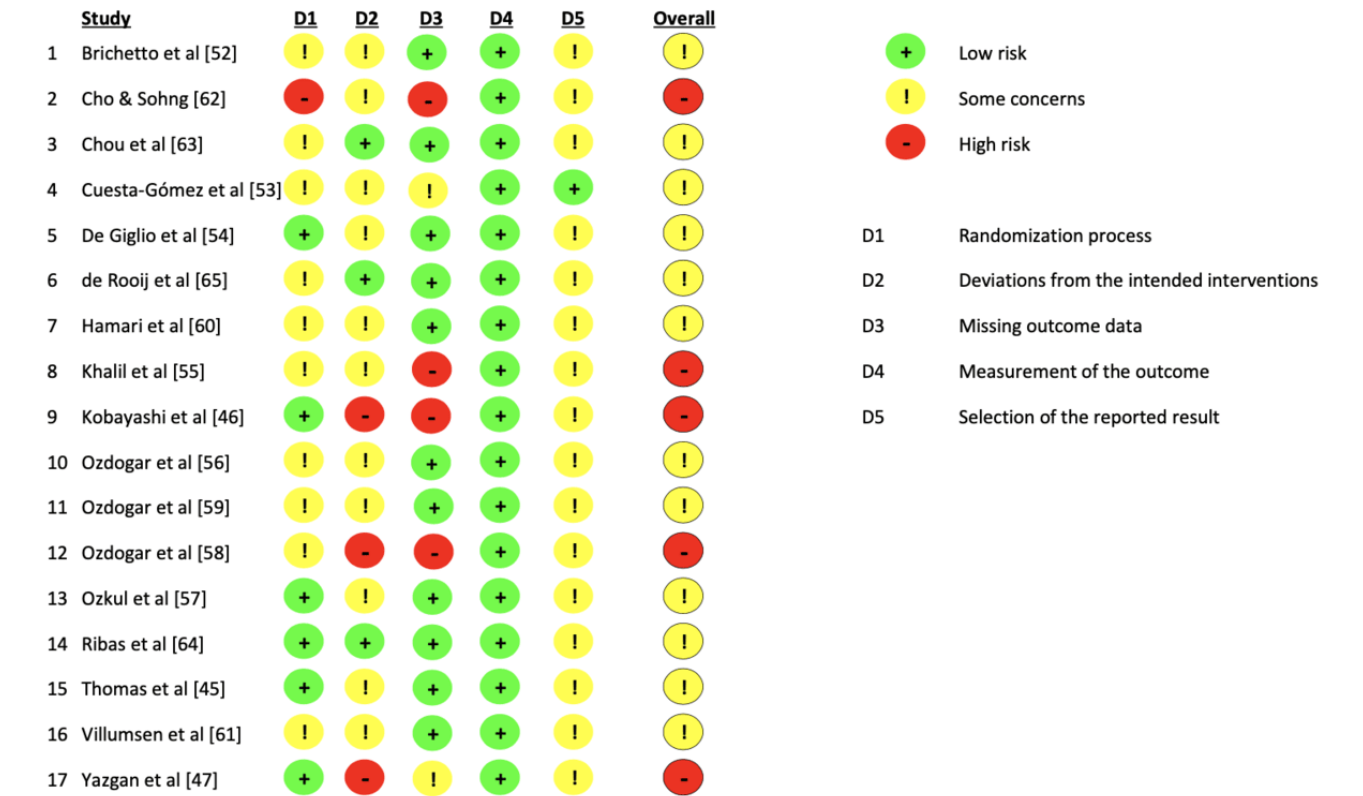 Study D1 D2 D3 D4 D5 Overall
1 Brichetto et al [52] ! ! + + ! ! + Low risk
2 Cho & Sohng [62] - ! - + ! - ! Some concerns
3 Chou et al [63] ! + + + ! ! - High risk
4 Cuesta-Gómez et al [53] ! ! ! + + !
5 De Giglio et al [54] + ! + + ! ! D1 Randomization process
6 de Rooij et al [65] ! + + + ! ! D2 Deviations from the intended interventions
7 Hamari et al [60] ! ! + + ! ! D3 Missing outcome data
8 Khalil et al [55] ! ! - + ! - D4 Measurement of the outcome
9 Kobayashi et al [46] + - - + ! - D5 Selection of the reported result
10 Ozdogar et al [56] ! ! + + ! !
11 Ozdogar et al [59] ! ! + + ! !
12 Ozdogar et al [58] ! - - + ! -
13 Ozkul et al [57] + ! + + ! !
14 Ribas et al [64] + + + + ! !
15 Thomas et al [45] + ! + + ! !
16 Villumsen et al [61] ! ! + + ! !
17 Yazgan et al [47] + - ! + ! -